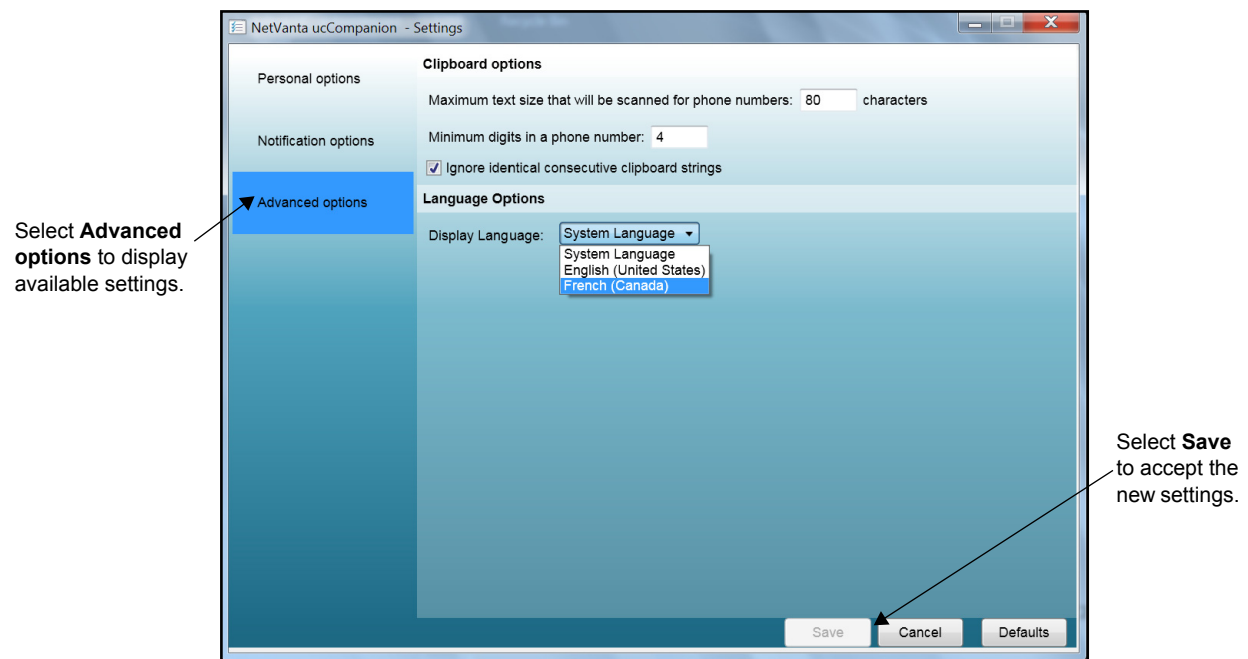 NetVanta ucCompanion - Settings
Personal options
Notification options
Advanced options
Clipboard options
Maximum text size that will be scanned for phone numbers: 80 characters
Minimum digits in a phone number: 4
Ignore identical consecutive clipboard strings
Language Options
Display Language: System Language
System Language
English (United States)
French (Canada)
Save Cancel Defaults
Select Advanced
options to display
available settings.
Select Save
to accept the
new settings.